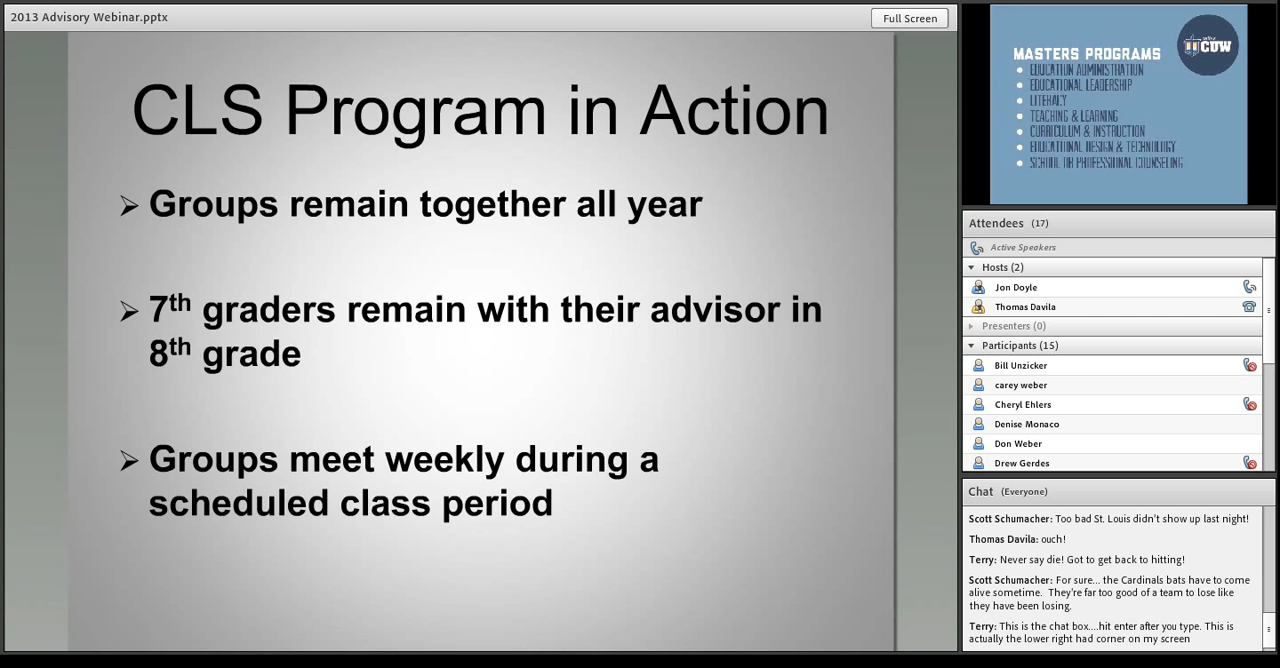 2013 Advisory Webinar.pptx
Full Screen
CLS Program in Action
Groups remain together all year
7th graders remain with their advisor in
8th grade
Groups meet weekly during a
scheduled class period
MASTERS PROGRAMS
CUW
EDUCATION ADMINISTRATION
EDUCATIONAL LEADERSHIP
LITERACY
TEACHING & LEARNING
CURRICULUM & INSTRUCTION
EDUCATIONAL DESIGN & TECHNOLOGY
SCHOOL OR PROFESSIONAL COUNSELING
Attendees (17)
Active Speakers
Hosts (2)
Jon Doyle
Thomas Davila
Presenters (0)
Participants (15)
Bill Unzicker
carey weber
Cheryl Ehlers
Denise Monaco
Don Weber
Drew Gerdes
Chat (Everyone)
Scott Schumacher: Too bad St. Louis didn't show up last night!
Thomas Davila: ouch!
Terry: Never say die! Got to get back to hitting!
Scott Schumacher: For sure... the Cardinals bats have to come
alive sometime. They're far too good of a team to lose like
they have been losing.
Terry: This is the chat box....hit enter after you type. This is
actually the lower right had corner on my screen